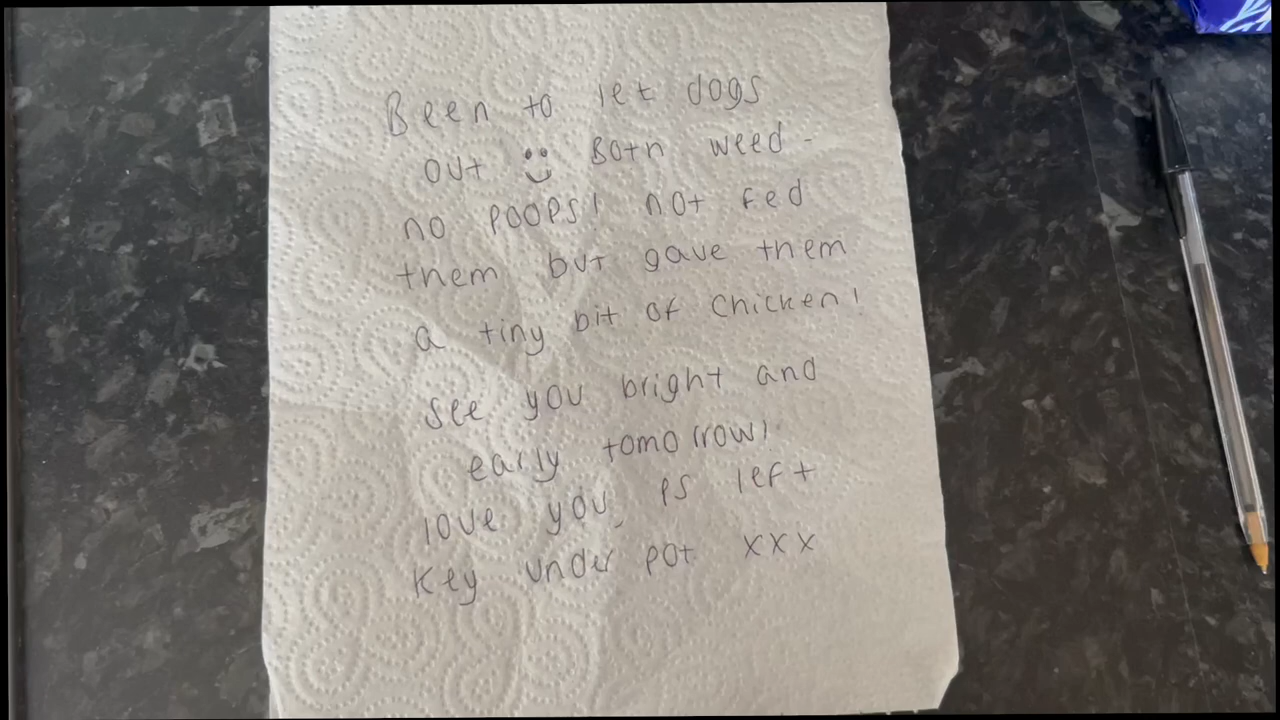 Been to let dogs
out :) Both weed -
no poops! not fed
them but gave them
a tiny bit of chicken!
see you bright and
early tomorrow!
love you, ps left
key under pot xxx